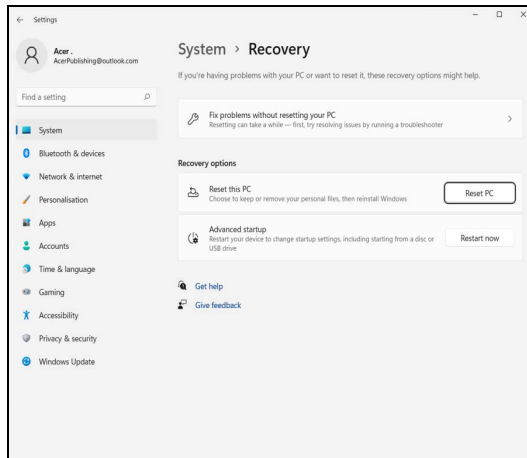 Settings
Acer .
AcerPublishing@outlook.com
Find a setting
System
Bluetooth & devices
Network & internet
Personalisation
Apps
Accounts
Time & language
Gaming
Accessibility
Privacy & security
Windows Update
System > Recovery
If you're having problems with your PC or want to reset it, these recovery options might help.
Fix problems without resetting your PC
Resetting can take a while — first, try resolving issues by running a troubleshooter
Recovery options
Reset this PC
Choose to keep or remove your personal files, then reinstall Windows
Reset PC
Advanced startup
Restart your device to change startup settings, including starting from a disc or
USB drive
Restart now
Get help
Give feedback